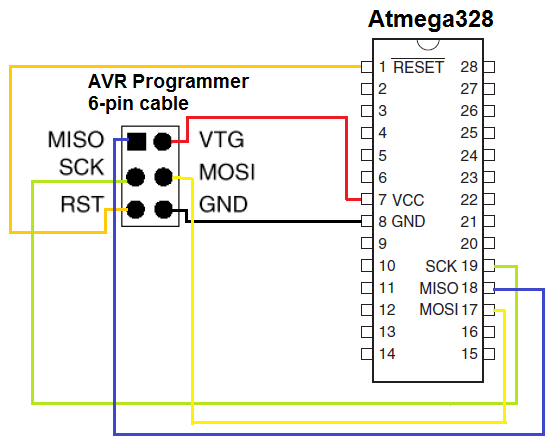 Atmega328
AVR Programmer
6-pin cable
MISO VTG
SCK MOSI
RST GND
1 RESET 28
2 27
3 26
4 25
5 24
6 23
7 VCC 22
8 GND 21
9 20
10 SCK 19
11 MISO 18
12 MOSI 17
13 16
14 15